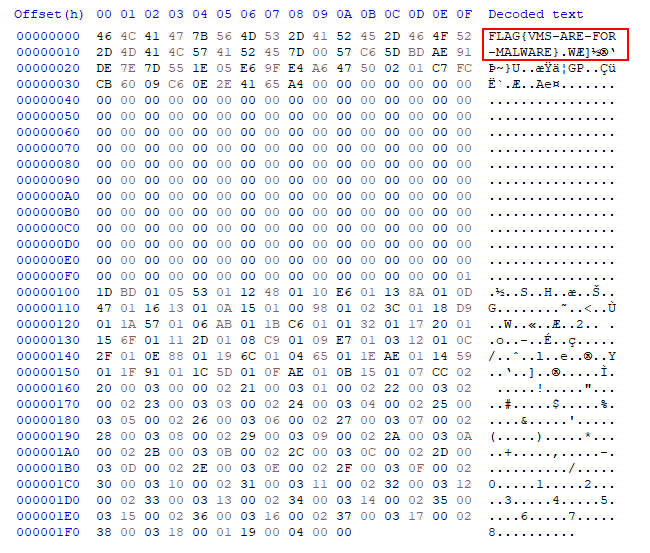 Offset(h) 00 01 02 03 04 05 06 07 08 09 0A 0B 0C 0D 0E 0F Decoded text
00000000 46 4C 41 47 7B 56 4D 53 2D 41 52 45 2D 46 4F 52 FLAG{VMS-ARE-FOR
00000010 2D 4D 41 4C 57 41 52 45 7D 00 57 C6 5D BD AE 91 -MALWARE}.WÆ]½®‘
00000020 DE 7E 7D 55 1E 05 E6 9F E4 A6 47 50 02 01 C7 FC Þ~}U..æŸä¦GP..Çü
00000030 CB 60 09 C6 0E 2E 41 65 A4 00 00 00 00 00 00 00 Ë`.Æ..Ae¤.......
00000040 00 00 00 00 00 00 00 00 00 00 00 00 00 00 00 00 ................
00000050 00 00 00 00 00 00 00 00 00 00 00 00 00 00 00 00 ................
00000060 00 00 00 00 00 00 00 00 00 00 00 00 00 00 00 00 ................
00000070 00 00 00 00 00 00 00 00 00 00 00 00 00 00 00 00 ................
00000080 00 00 00 00 00 00 00 00 00 00 00 00 00 00 00 00 ................
00000090 00 00 00 00 00 00 00 00 00 00 00 00 00 00 00 00 ................
000000A0 00 00 00 00 00 00 00 00 00 00 00 00 00 00 00 00 ................
000000B0 00 00 00 00 00 00 00 00 00 00 00 00 00 00 00 00 ................
000000C0 00 00 00 00 00 00 00 00 00 00 00 00 00 00 00 00 ................
000000D0 00 00 00 00 00 00 00 00 00 00 00 00 00 00 00 00 ................
000000E0 00 00 00 00 00 00 00 00 00 00 00 00 00 00 00 00 ................
000000F0 00 00 00 00 00 00 00 00 00 00 00 00 00 00 00 01 ................
00000100 1D BD 01 05 53 01 12 48 01 10 E6 01 13 8A 01 0D .½..S..H..æ..Š..
00000110 47 01 16 13 01 0A 15 01 00 98 01 02 3C 01 18 D9 G........˜..<..Ù
00000120 01 1A 57 01 06 AB 01 1B C6 01 01 32 01 17 20 01 ..W..«..Æ..2.. .
00000130 15 6F 01 11 2D 01 08 C9 01 09 E7 01 03 12 01 0C .o..-..É..ç.....
00000140 2F 01 0E 88 01 19 6C 01 04 65 01 1E AE 01 14 59 /..ˆ..l..e..®..Y
00000150 01 1F 91 01 1C 5D 01 0F AE 01 0B 15 01 07 CC 02 ..‘..]..®.....Ì.
00000160 20 00 03 00 00 02 21 00 03 01 00 02 22 00 03 02  .....!....."...
00000170 00 02 23 00 03 03 00 02 24 00 03 04 00 02 25 00 ..#.....$.....%.
00000180 03 05 00 02 26 00 03 06 00 02 27 00 03 07 00 02 ....&.....'.....
00000190 28 00 03 08 00 02 29 00 03 09 00 02 2A 00 03 0A (.....).....*...
000001A0 00 02 2B 00 03 0B 00 02 2C 00 03 0C 00 02 2D 00 ..+.....,.....-.
000001B0 03 0D 00 02 2E 00 03 0E 00 02 2F 00 03 0F 00 02 ........../.....
000001C0 30 00 03 10 00 02 31 00 03 11 00 02 32 00 03 12 0.....1.....2...
000001D0 00 02 33 00 03 13 00 02 34 00 03 14 00 02 35 00 ..3.....4.....5.
000001E0 03 15 00 02 36 00 03 16 00 02 37 00 03 17 00 02 ....6.....7.....
000001F0 38 00 03 18 00 01 19 00 04 00 00 8..........